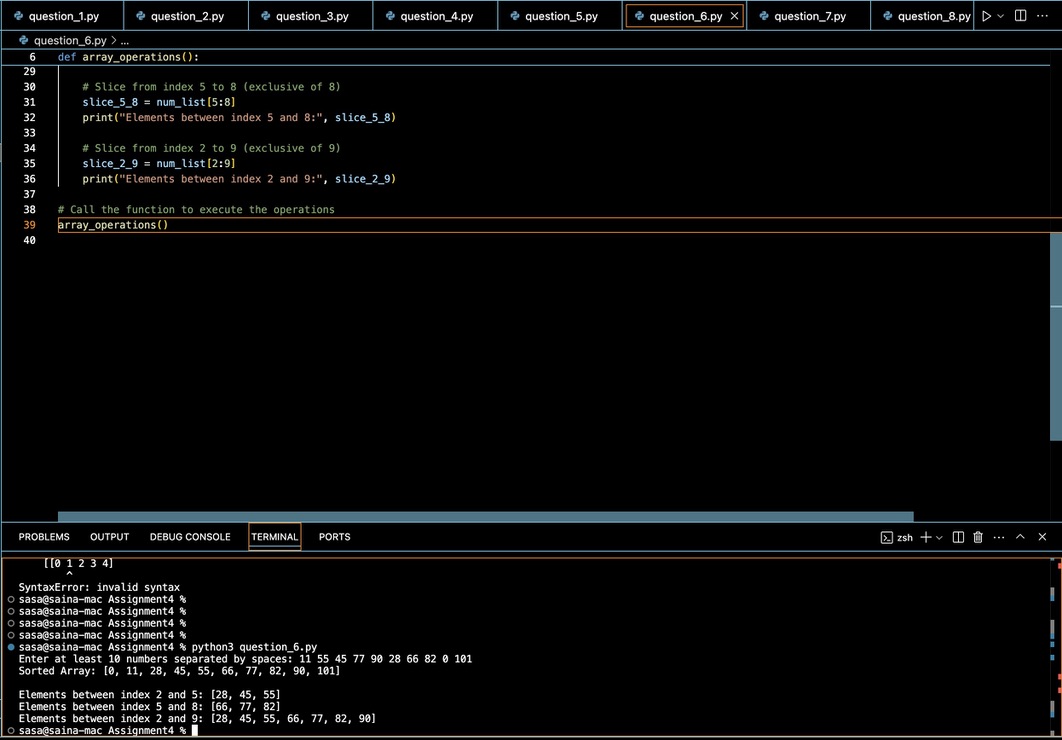 question_1.py question_2.py question_3.py question_4.py question_5.py question_6.py question_7.py question_8.py
question_6.py > ...
6 def array_operations():
29
30 # Slice from index 5 to 8 (exclusive of 8)
31 slice_5_8 = num_list[5:8]
32 print("Elements between index 5 and 8:", slice_5_8)
33
34 # Slice from index 2 to 9 (exclusive of 9)
35 slice_2_9 = num_list[2:9]
36 print("Elements between index 2 and 9:", slice_2_9)
37
38 # Call the function to execute the operations
39 array_operations()
40
PROBLEMS OUTPUT DEBUG CONSOLE TERMINAL PORTS zsh
[[0 1 2 3 4]
^
SyntaxError: invalid syntax
sasa@saina-mac Assignment4 %
sasa@saina-mac Assignment4 %
sasa@saina-mac Assignment4 %
sasa@saina-mac Assignment4 %
sasa@saina-mac Assignment4 % python3 question_6.py
Enter at least 10 numbers separated by spaces: 11 55 45 77 90 28 66 82 0 101
Sorted Array: [0, 11, 28, 45, 55, 66, 77, 82, 90, 101]
Elements between index 2 and 5: [28, 45, 55]
Elements between index 5 and 8: [66, 77, 82]
Elements between index 2 and 9: [28, 45, 55, 66, 77, 82, 90]
sasa@saina-mac Assignment4 %